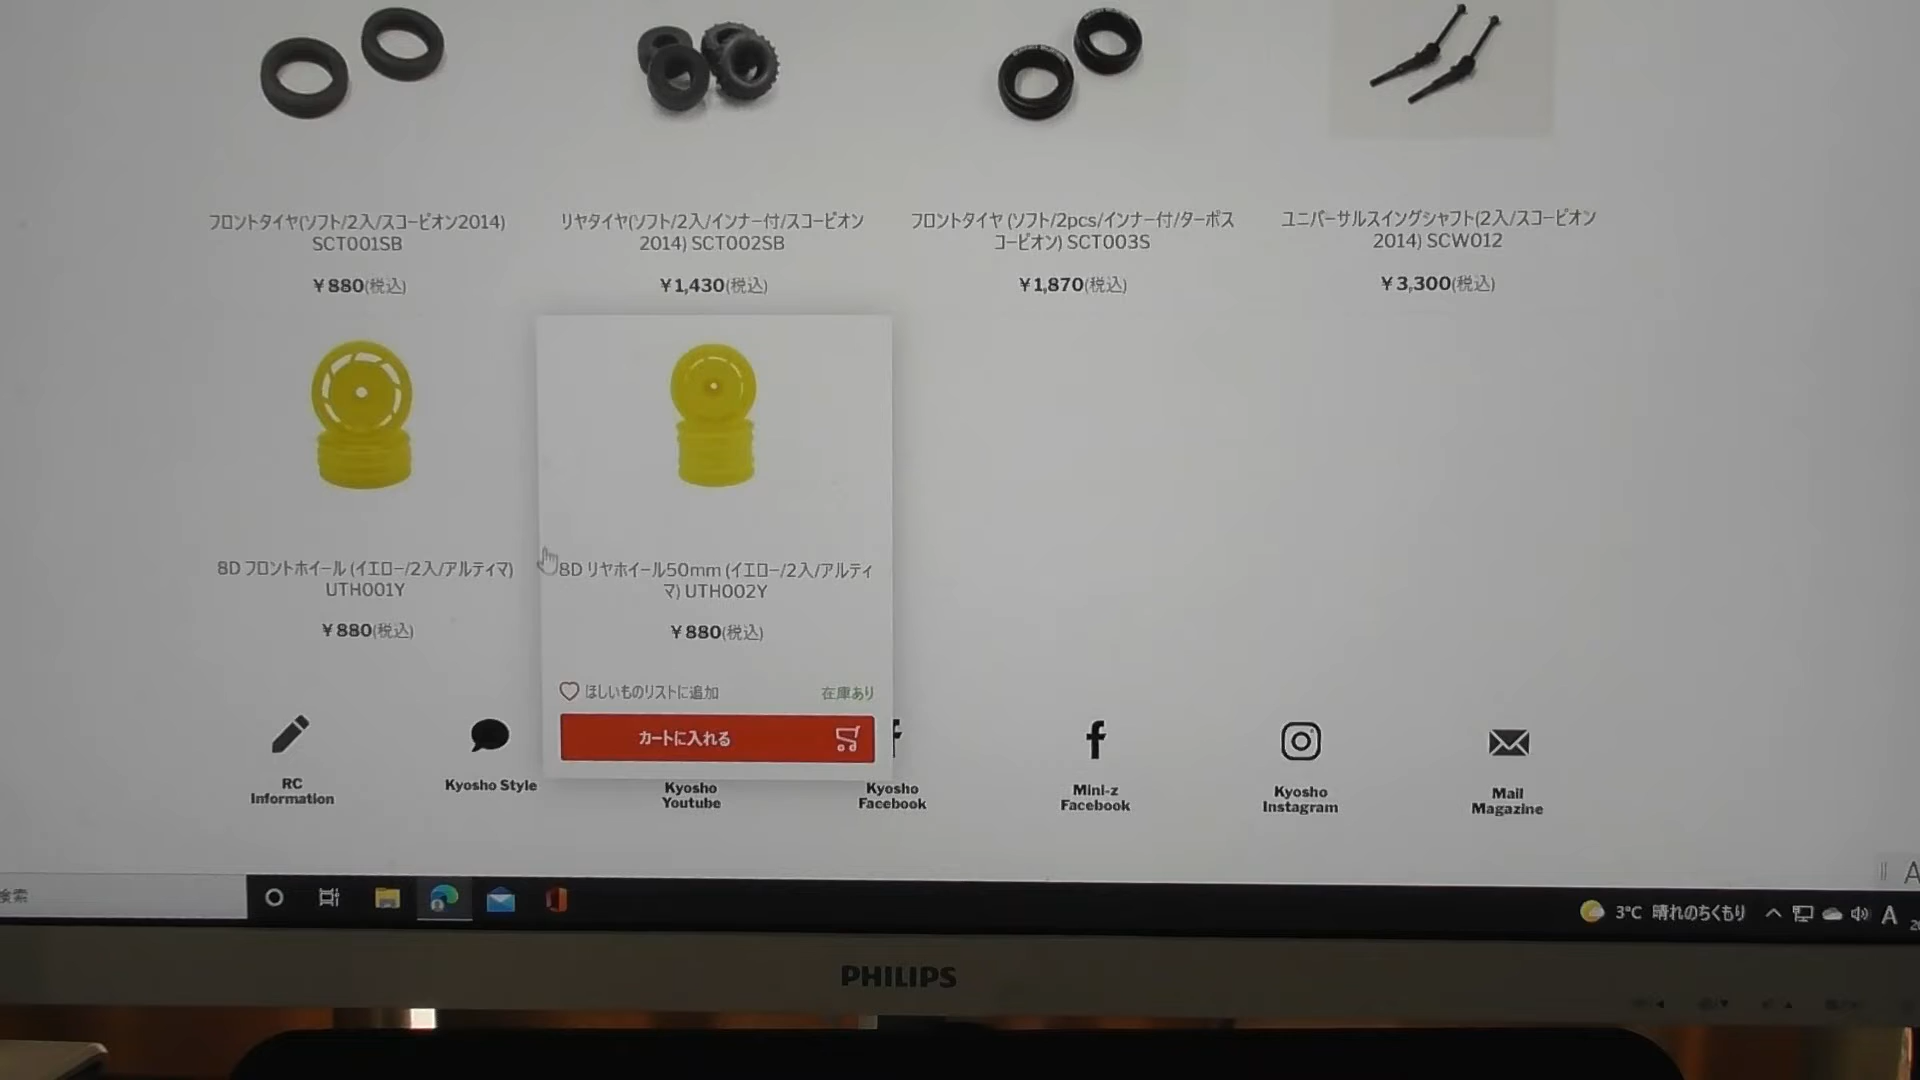 フロントタイヤ(ソフト/2入/スコーピオン2014)
SCT001SB
￥880(税込)
リヤタイヤ(ソフト/2入/インナー付/スコーピオン
2014) SCT002SB
￥1,430(税込)
フロントタイヤ (ソフト/2pcs/インナー付/ターボス
コーピオン) SCT003S
￥1,870(税込)
ユニバーサルスイングシャフト(2入/スコーピオン
2014) SCW012
￥3,300(税込)
8D フロントホイール (イエロー/2入/アルティマ)
UTH001Y
￥880(税込)
8D リヤホイール50mm (イエロー/2入/アルティ
マ) UTH002Y
￥880(税込)
ほしいものリストに追加
在庫あり
カートに入れる
RC
Information
Kyosho Style
Kyosho
Youtube
Kyosho
Facebook
Mini-z
Facebook
Kyosho
Instagram
Mail
Magazine
検索
3°C 晴れのちくもり
A
PHILIPS